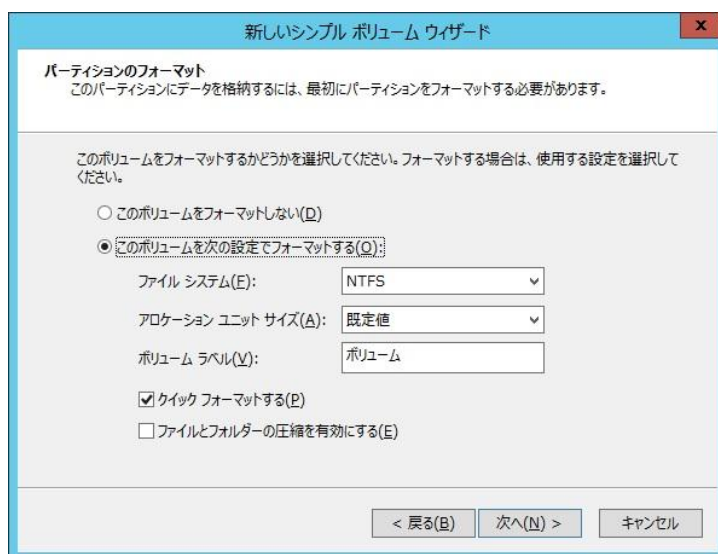 新しいシンプル ボリューム ウィザード
x
パーティションのフォーマット
このパーティションにデータを格納するには、最初にパーティションをフォーマットする必要があります。
このボリュームをフォーマットするかどうかを選択してください。フォーマットする場合は、使用する設定を選択して
ください。
このボリュームをフォーマットしない(D)
このボリュームを次の設定でフォーマットする(O):
ファイル システム(F): NTFS
アロケーション ユニット サイズ(A): 既定値
ボリューム ラベル(V): ボリューム
クイック フォーマットする(P)
ファイルとフォルダーの圧縮を有効にする(E)
< 戻る(B) 次へ(N) > キャンセル